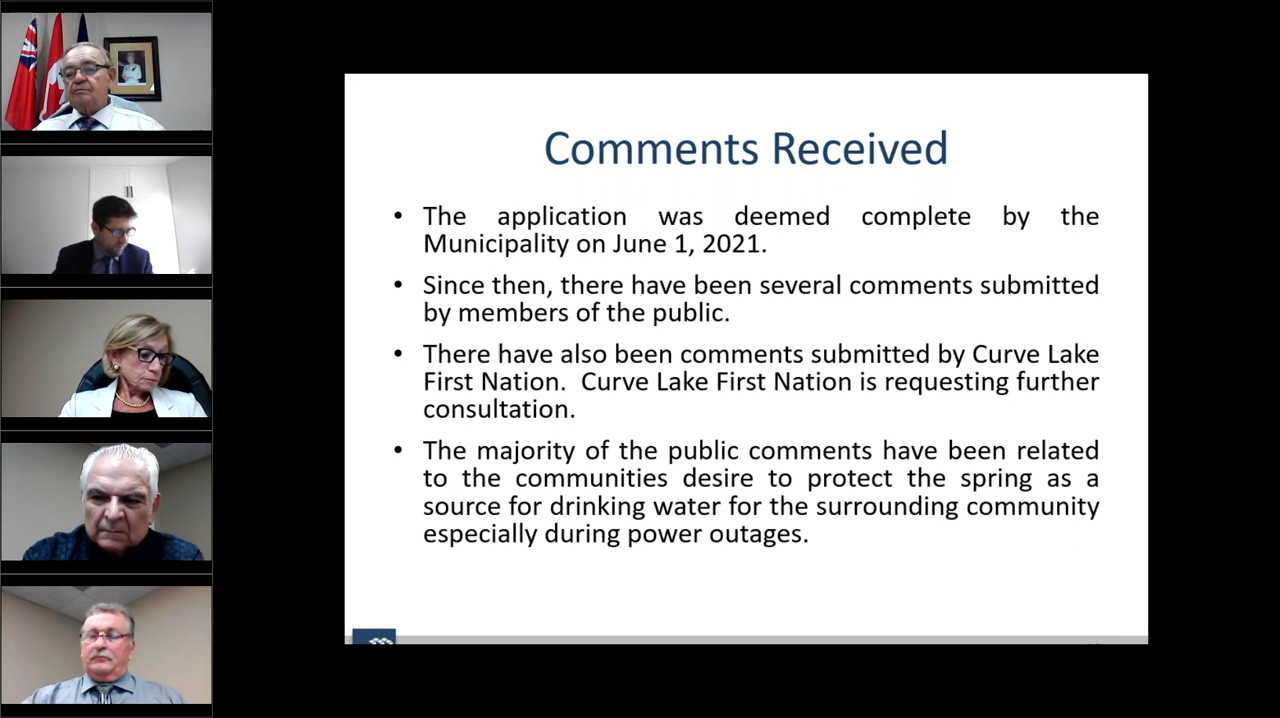 Comments Received
• The application was deemed complete by the
Municipality on June 1, 2021.
• Since then, there have been several comments submitted
by members of the public.
• There have also been comments submitted by Curve Lake
First Nation.  Curve Lake First Nation is requesting further
consultation.
• The majority of the public comments have been related
to the communities desire to protect the spring as a
source for drinking water for the surrounding community
especially during power outages.